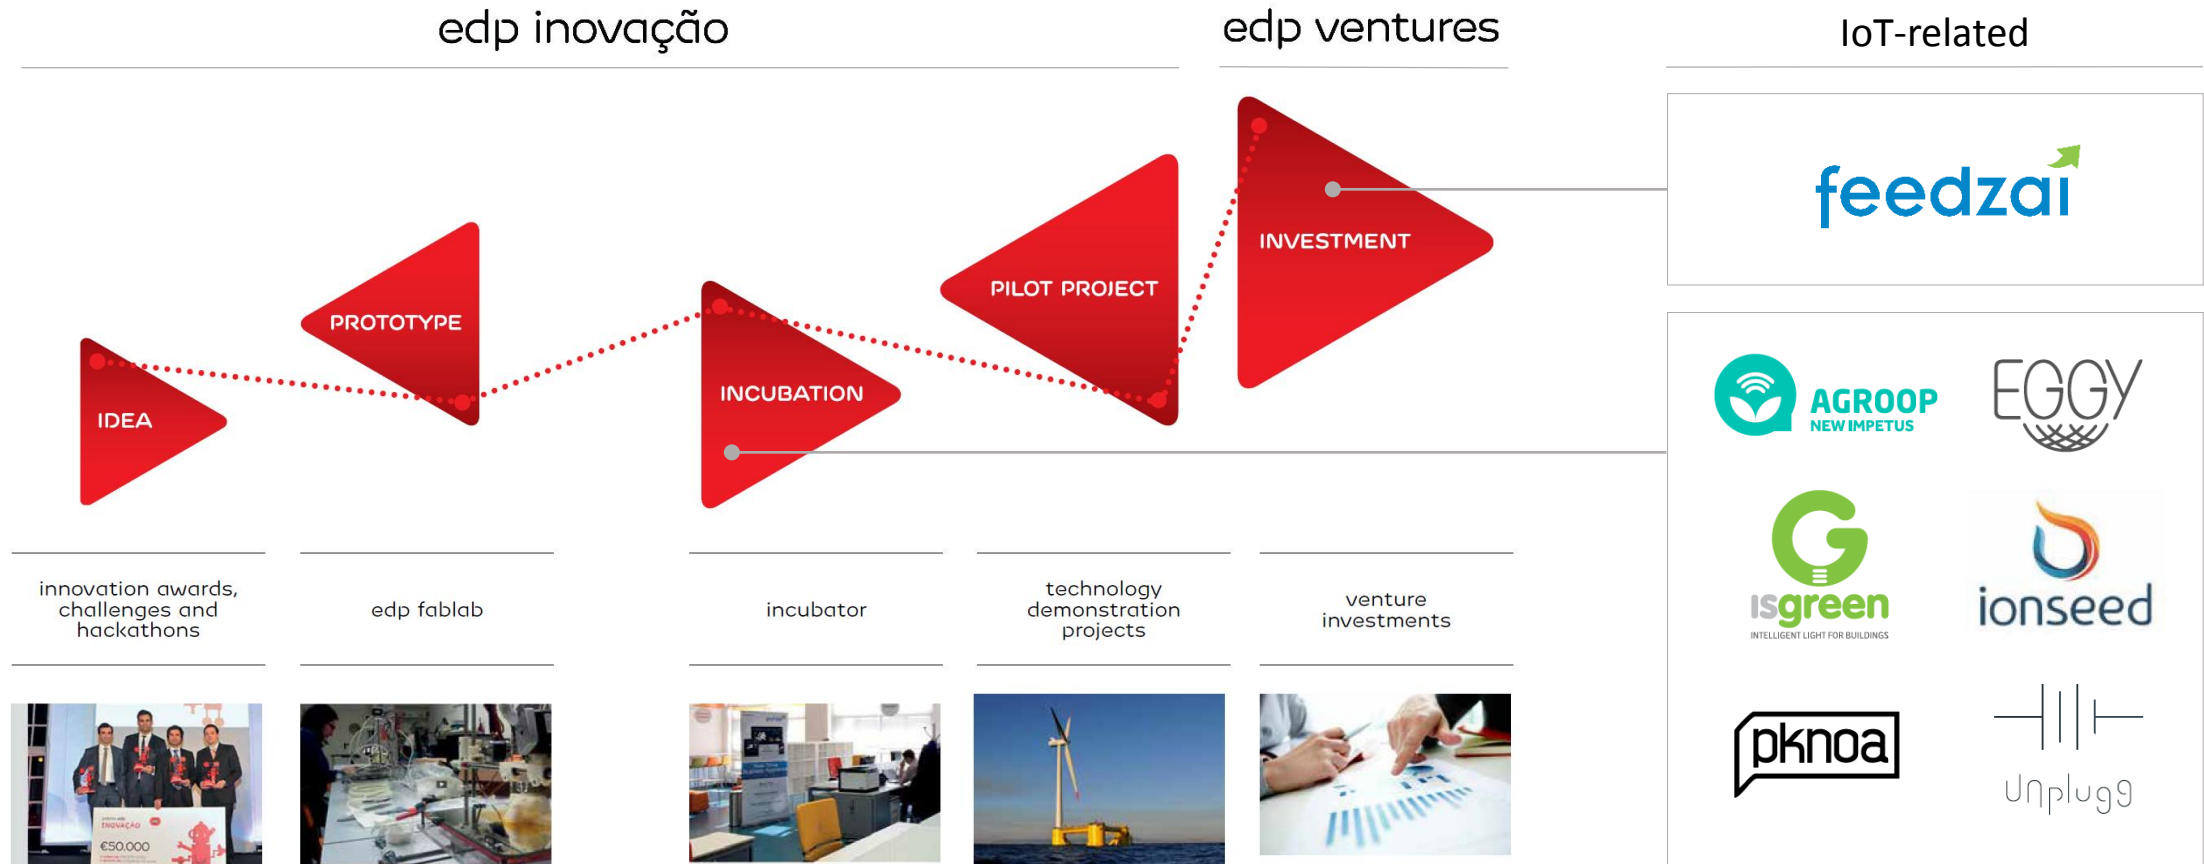 edp inovação
edp ventures
IoT-related
feedzai
INVESTMENT
PILOT PROJECT
PROTOTYPE
INCUBATION
IDEA
AGROOP
NEW IMPETUS
EGGY
innovation awards,
challenges and
hackathons
edp fablab
incubator
technology
demonstration
projects
venture
investments
isgreen
INTELLIGENT LIGHT FOR BUILDINGS
ionseed
pknoa
unplugg
INOVAÇÃO
€50.000